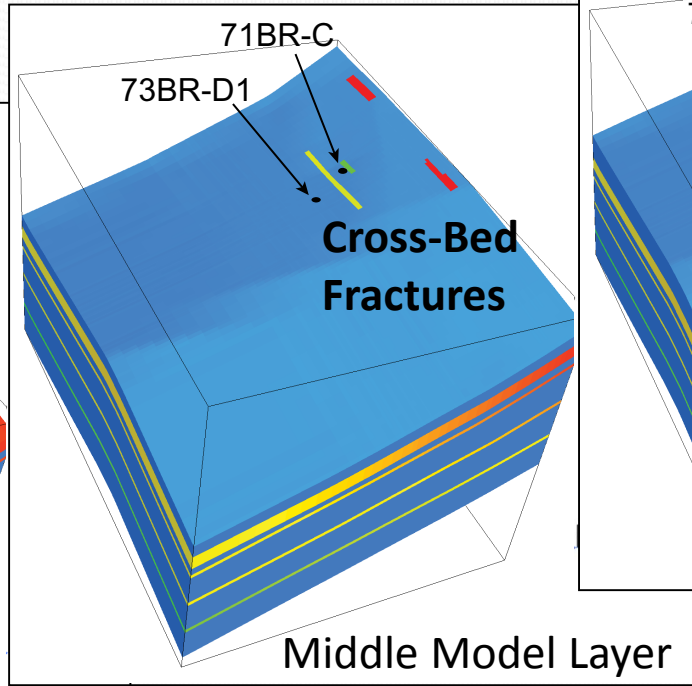 71BR-C
73BR-D1
Cross-Bed
Fractures
Middle Model Layer